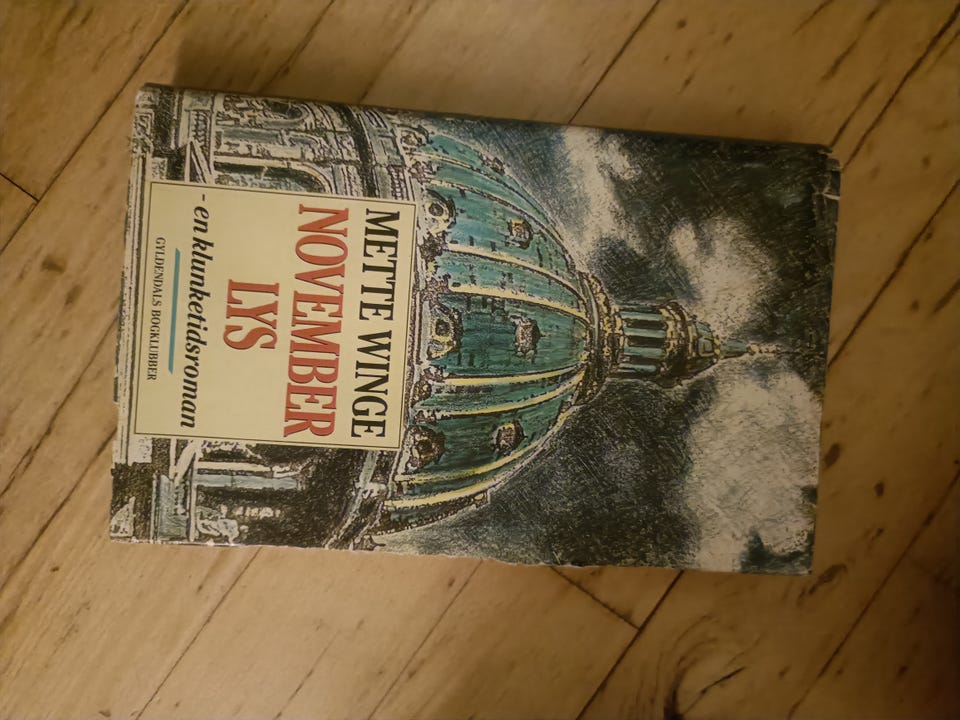 METTE WINGE
NOVEMBER
LYS
- en klunketidsroman
GYLDENDALS BOGKLUBBER